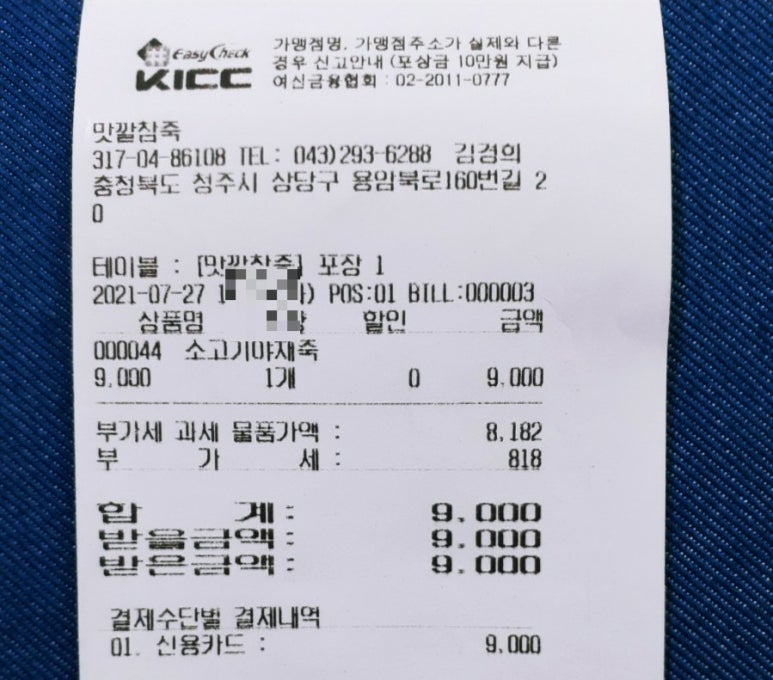 EasyCheck
KICC
가맹점명, 가맹점주소가 실제와 다른
경우 신고안내 (포상금 10만원 지급)
여신금융협회 : 02-2011-0777
맛깔참죽
317-04-86108 TEL: 043)293-6288 김경희
충청북도 청주시 상당구 용암북로160번길 2
0
테이블 : [맛깔참죽] 포장 1
2021-07-27 POS:01 BILL:000003
상품명 할인 금액
000044 소고기야채죽
9,000 1개 0 9,000
부가세 과세 물품가액 : 8,182
부 가 세 : 818
합 계 : 9,000
받을금액 : 9,000
받은금액 : 9,000
결제수단별 결제내역
01. 신용카드 : 9,000